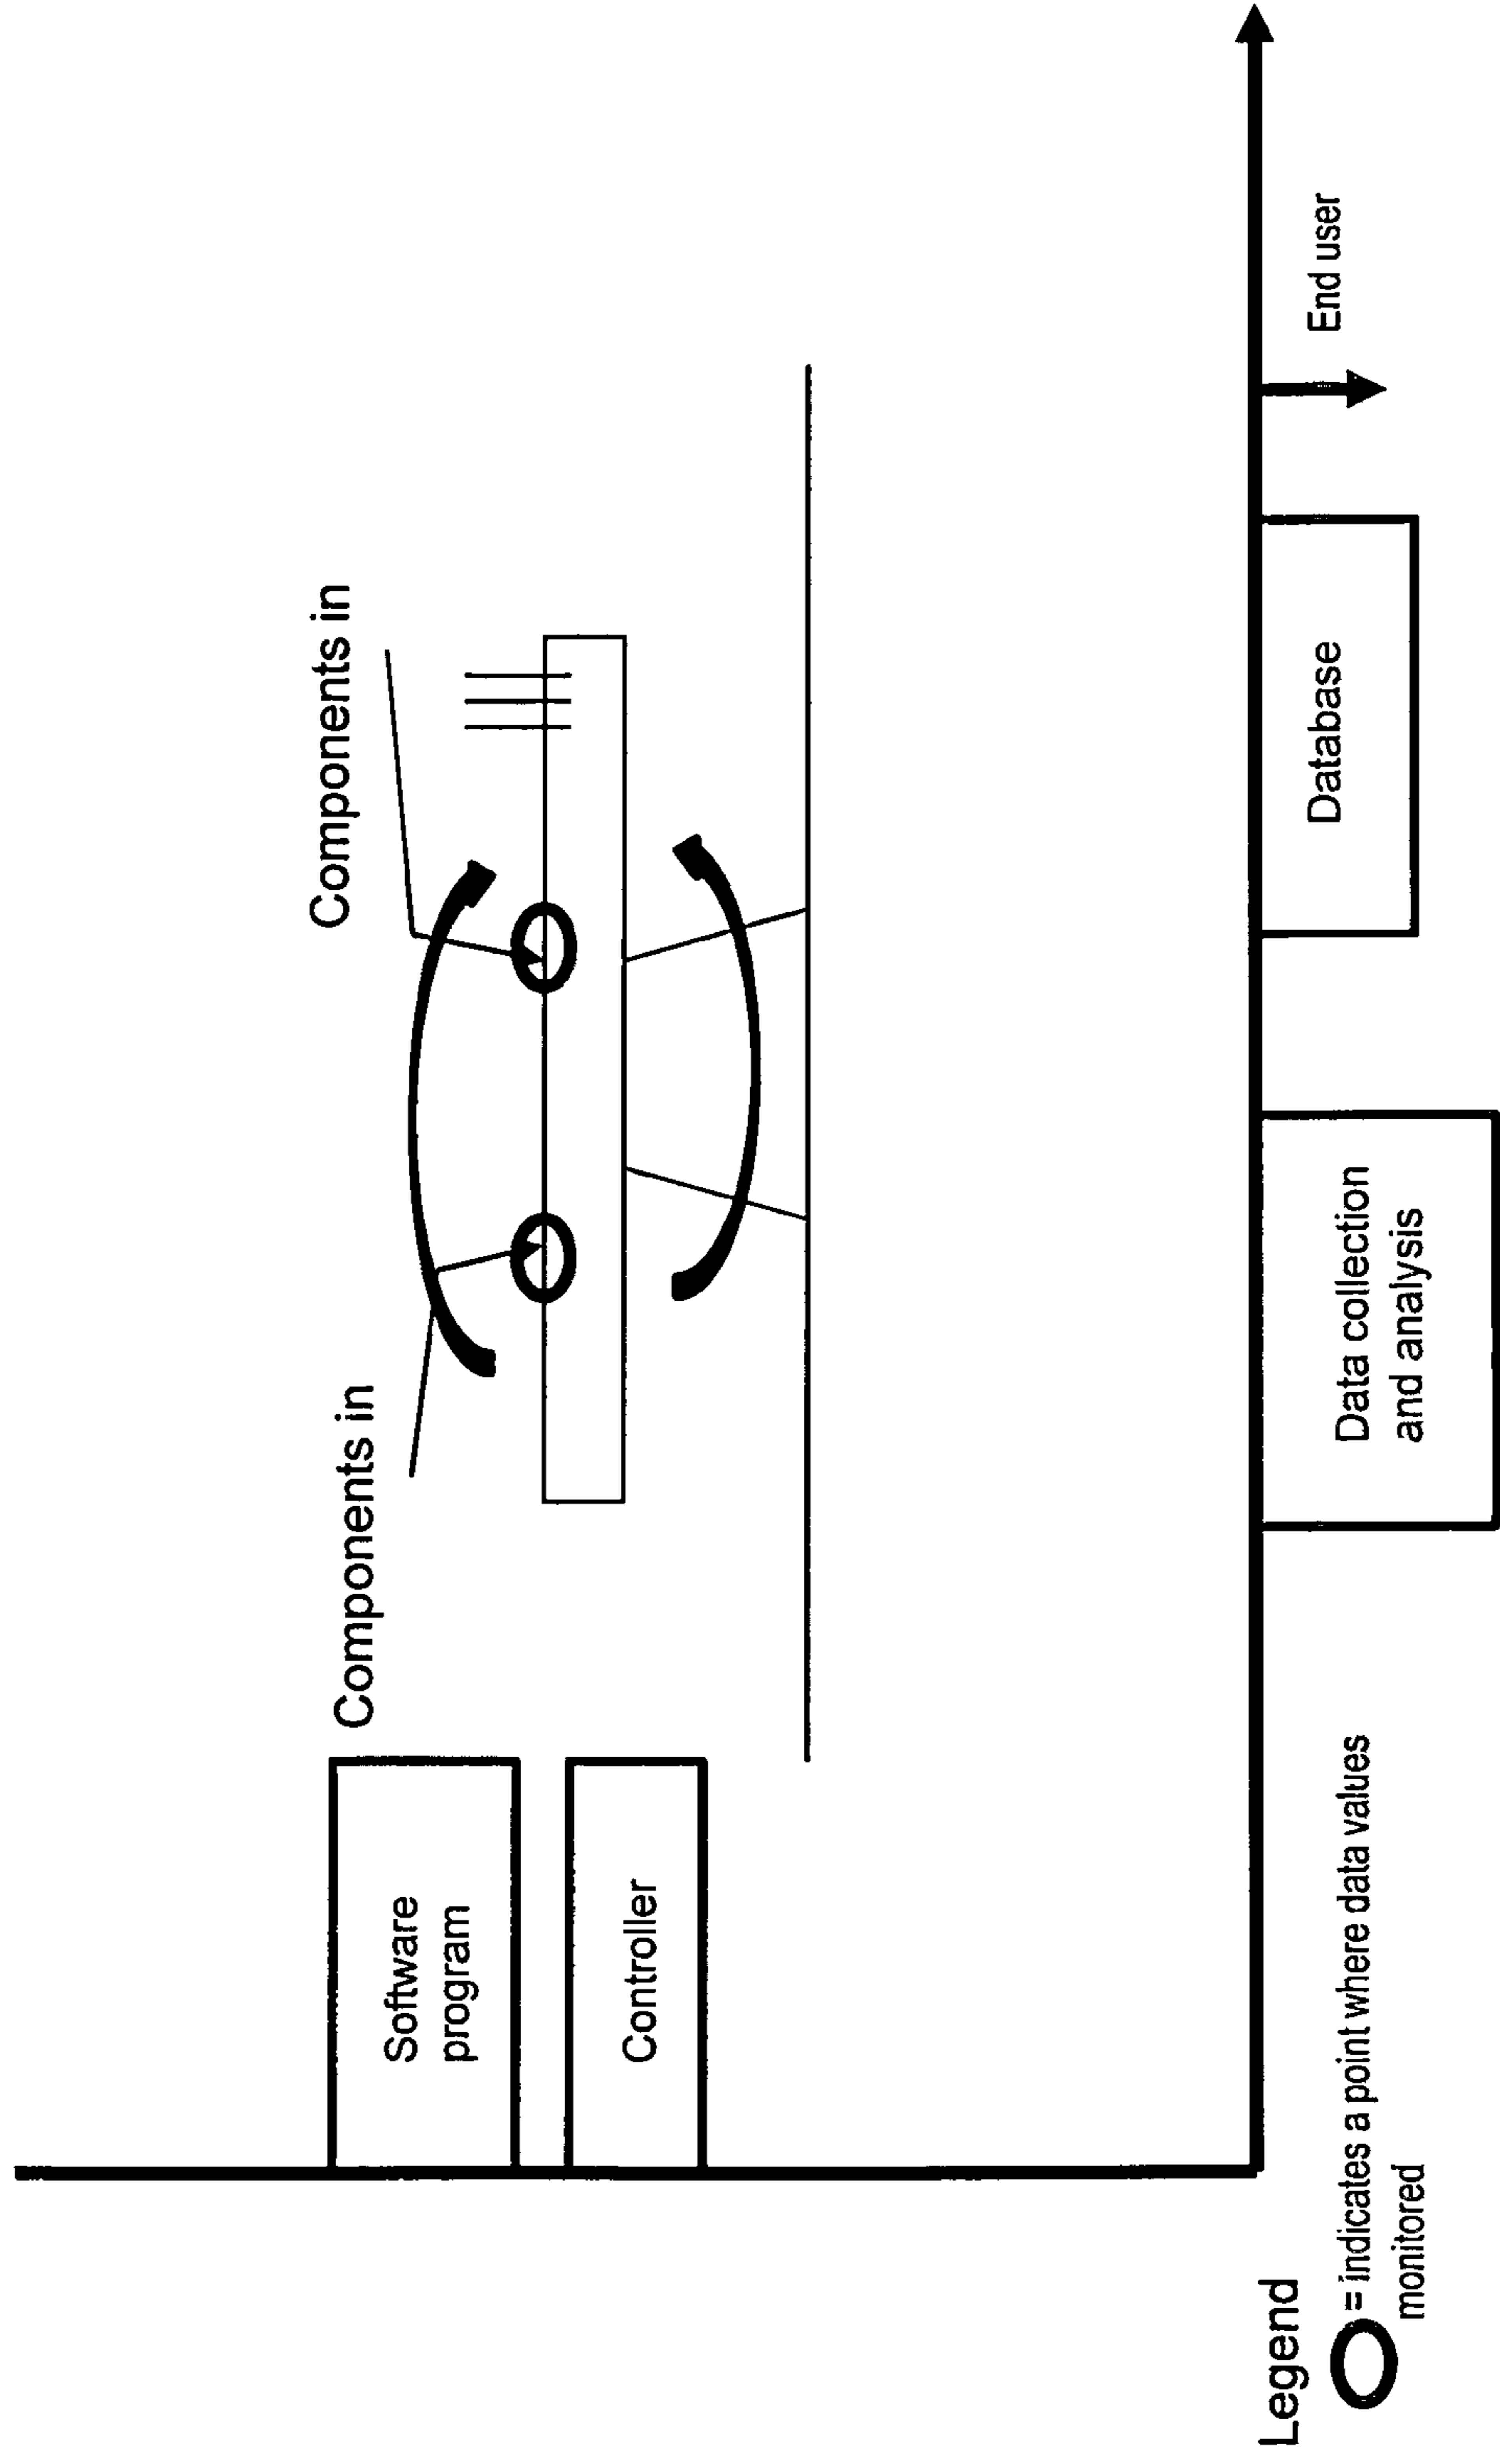 Components in
Components in
Software
program
Controller
End user
Database
Data collection
and analysis
Legend
= indicates a point where data values
monitored